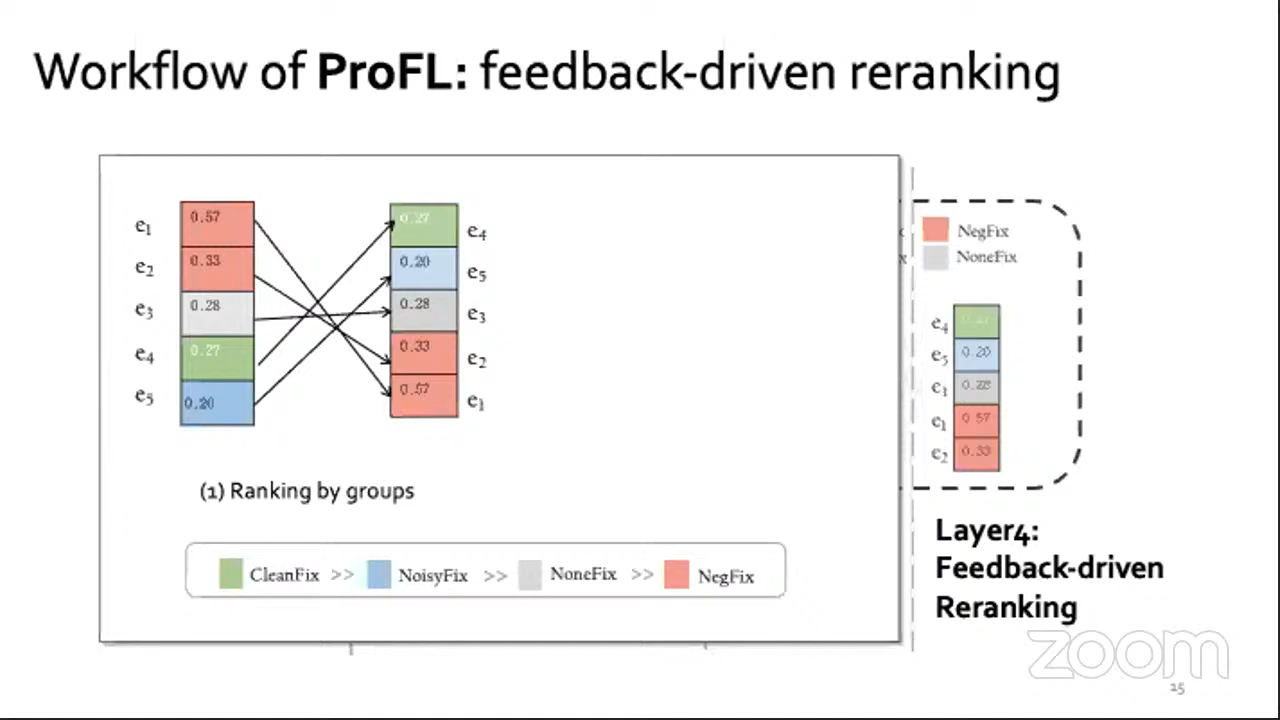 Workflow of ProFL: feedback-driven reranking
e1 0.57
e2 0.33
e3 0.28
e4 0.27
e5 0.20
0.27 e4
0.20 e5
0.28 e3
0.33 e2
0.57 e1
(1) Ranking by groups
CleanFix >> NoisyFix >> NoneFix >> NegFix
NegFix
NoneFix
e4
e5 0.20
e3 0.28
e1 0.57
e2 0.33
Layer4:
Feedback-driven
Reranking
zoom
15